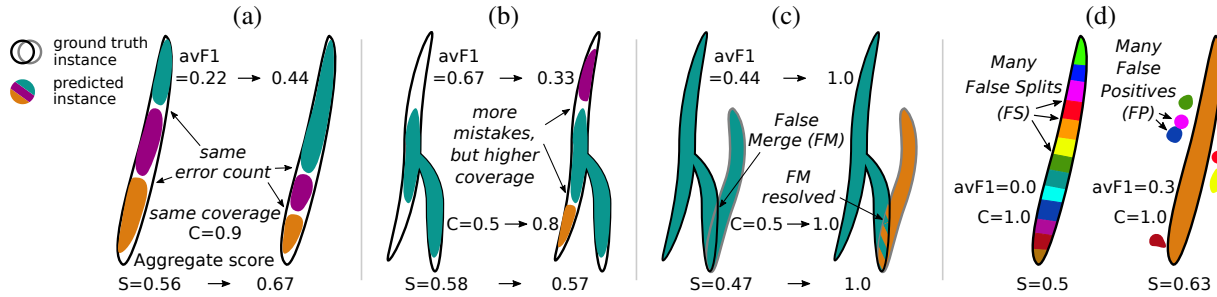 (a)
ground truth
instance
predicted
instance
avF1
=0.22
0.44
same
error count
same coverage
C=0.9
Aggregate score
S=0.56
0.67
(b)
avF1
=0.67
0.33
more
mistakes,
but higher
coverage
C=0.5
0.8
S=0.58
0.57
(c)
avF1
=0.44
1.0
False
Merge (FM)
FM
resolved
C=0.5
1.0
S=0.47
1.0
(d)
Many
False Splits
(FS)
Many
False
Positives
(FP)
avF1=0.0
C=1.0
avF1=0.3
C=1.0
S=0.5
S=0.63